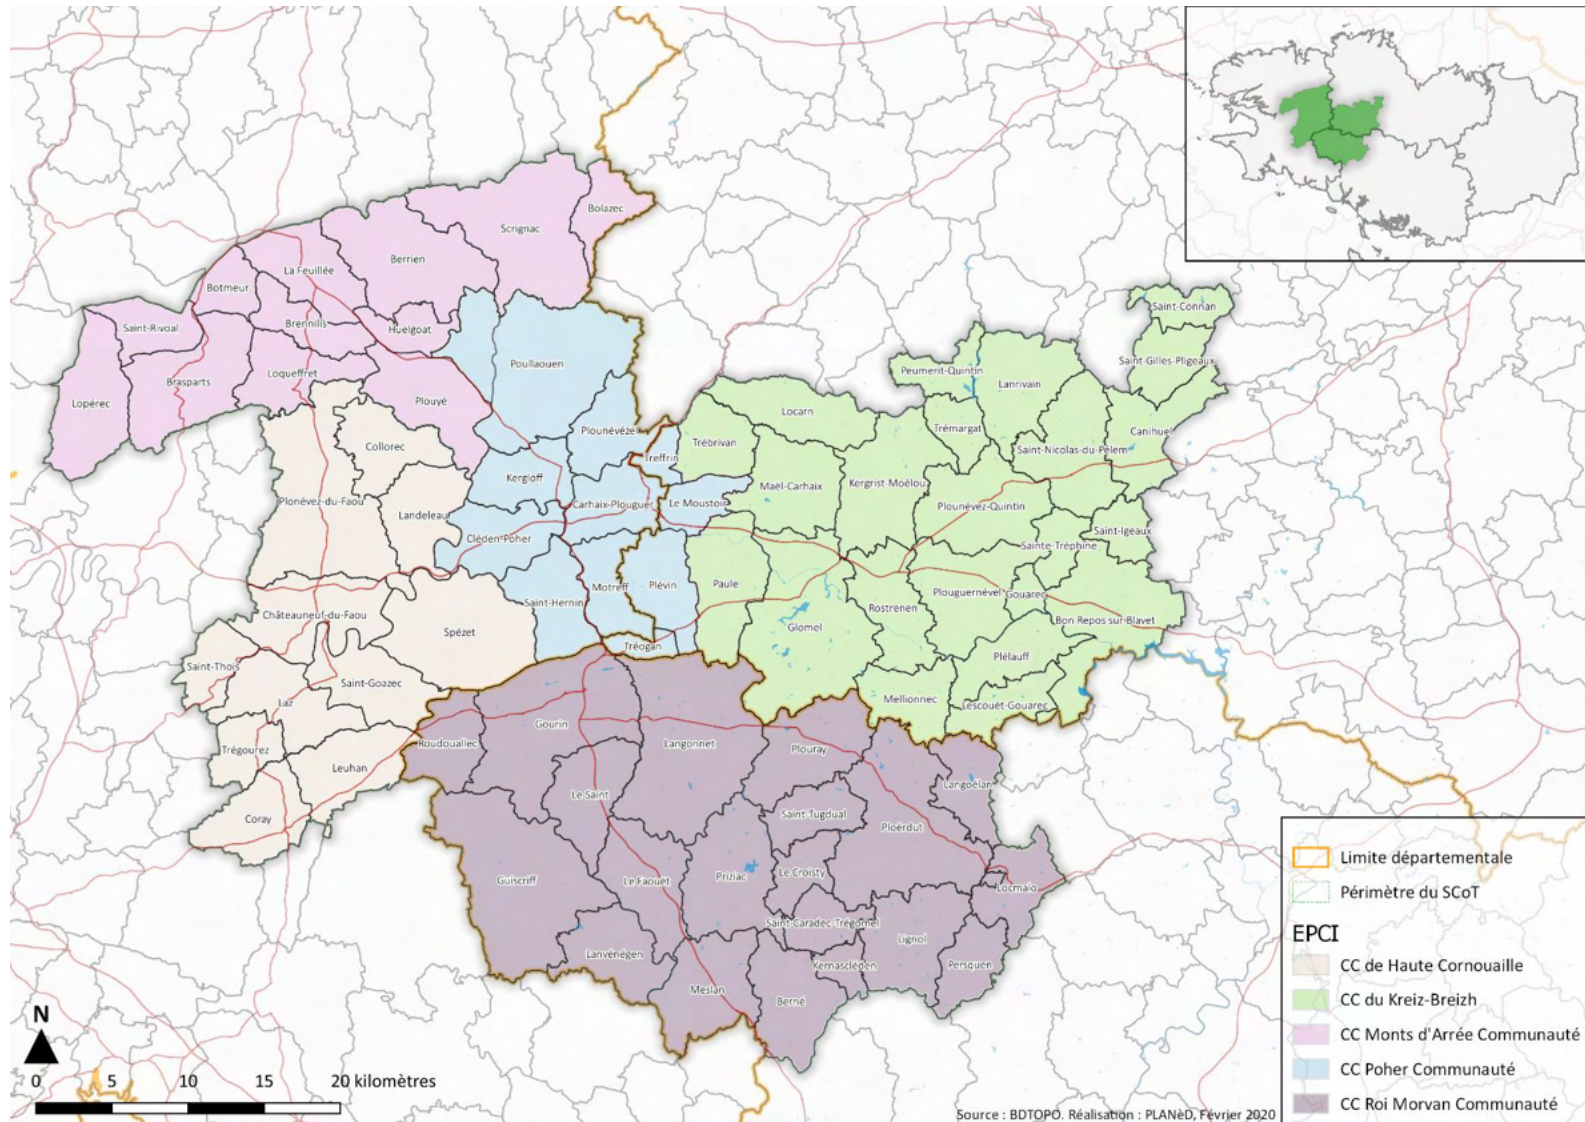 Bolazec
Scrignac
Berrien
La Feuillée
Botmeur
Saint-Connan
Saint-Rivoal
Brennilis
Huelgoat
Saint-Gilles-Pligeaux
Poullaouen
Peumerit-Quintin
Loqueffret
Brasparts
Lanrivain
Plouyé
Lopérec
Locarn
Trémargat
Plounévézel
Canihuel
Collorec
Trébrivan
Saint-Nicolas-du-Pélem
Treffrin
Kergloff
Maël-Carhaix
Kergrist-Moëlou
Plonévez-du-Faou
Carhaix-Plouguer
Le Moustoir
Plounévez-Quintin
Landeleau
Saint-Igeaux
Cléden-Poher
Sainte-Tréphine
Motreff
Plévin
Paule
Plouguernével
Gouarec
Saint-Hernin
Rostrenen
Châteauneuf-du-Faou
Bon Repos sur Blavet
Glomel
Spézet
Tréogan
Plélauff
Saint-Thois
Saint-Goazec
Mellionnec
Laz
Lescouët-Gouarec
Gourin
Roudouallec
Langonnet
Plouray
Trégourez
Leuhan
Langoëlan
Le Saint
Saint-Tugdual
Coray
Ploërdut
Guiscriff
Le Faouët
Priziac
Le Croisty
Locmalo
Saint-Caradec-Trégomel
Lignol
Lanvénégen
Kernascléden
Persquen
Meslan
Berné
N
0 5 10 15 20 kilomètres
Limite départementale
Périmètre du SCoT
EPCI
CC de Haute Cornouaille
CC du Kreiz-Breizh
CC Monts d'Arrée Communauté
CC Poher Communauté
CC Roi Morvan Communauté
Source : BDTOPO. Réalisation : PLANèD, Février 2020